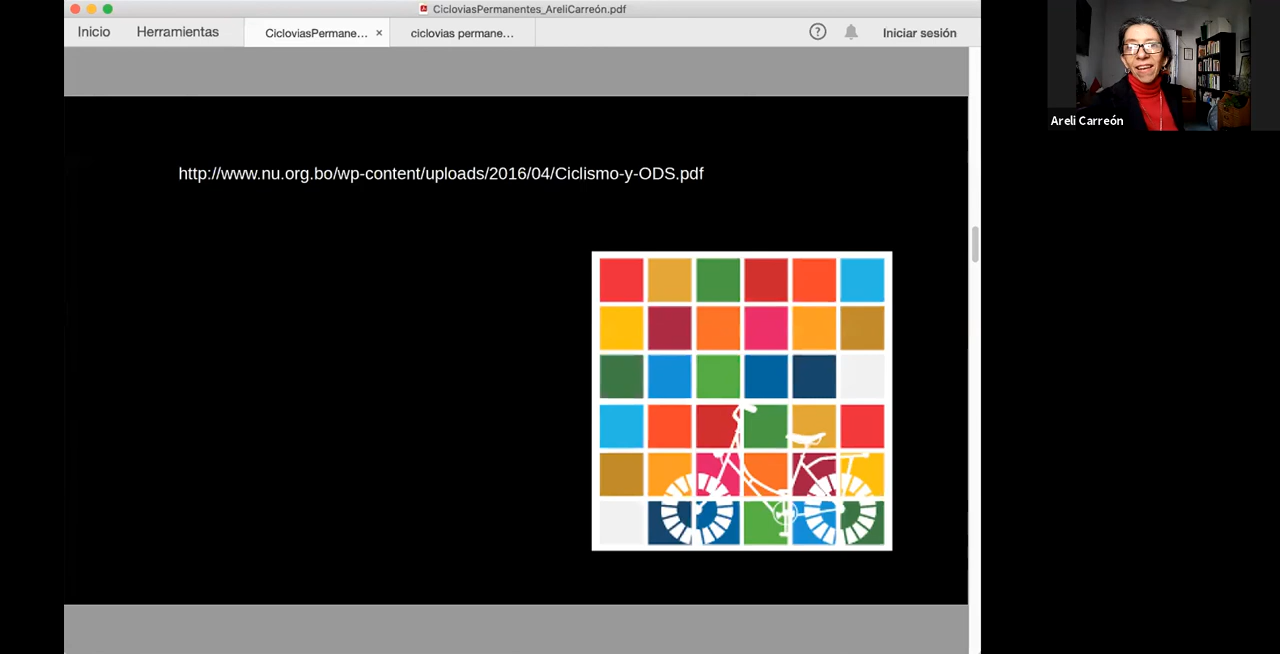 CicloviasPermanentes_AreliCarreón.pdf
Inicio
Herramientas
CicloviasPermane... ×
ciclovias permane...
?
Iniciar sesión
http://www.nu.org.bo/wp-content/uploads/2016/04/Ciclismo-y-ODS.pdf
Areli Carreón